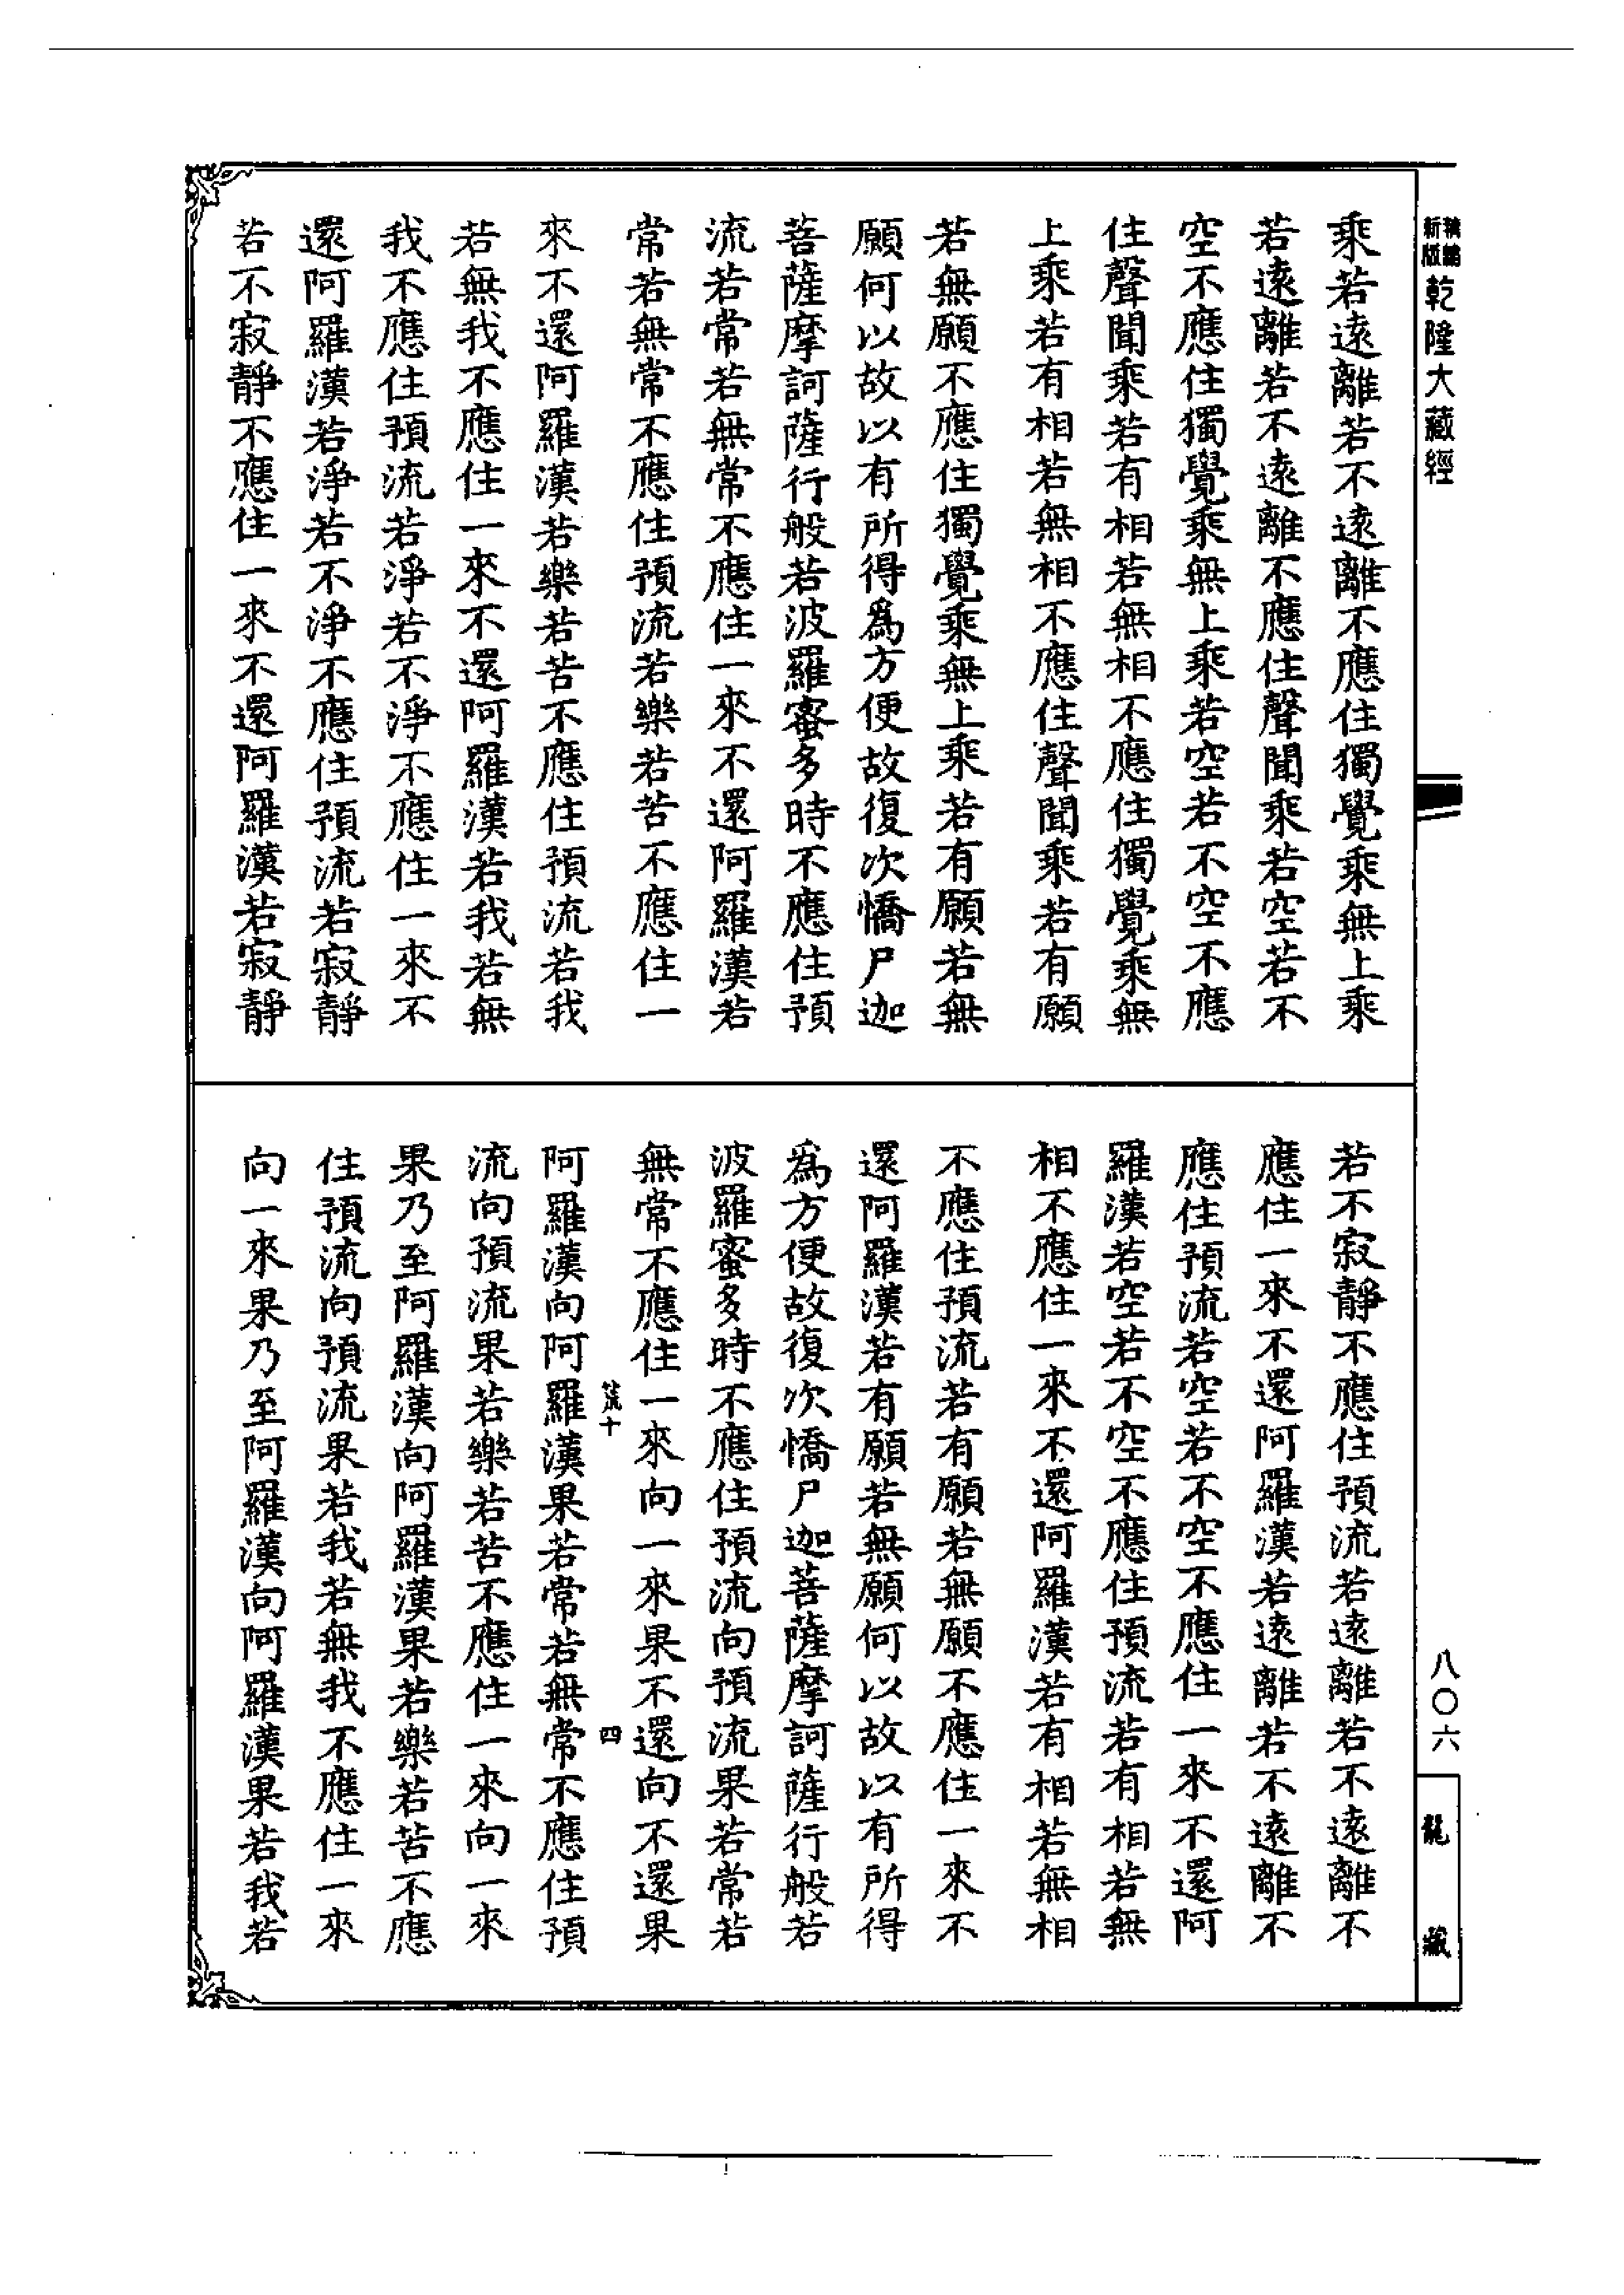 新版
乾隆大藏經
乘若遠離若不遠離不應住獨覺乘無上乘
若遠離若不遠離不應住聲聞乘若空若不
空不應住獨覺乘無上乘若空若不空不應
住聲聞乘若有相若無相不應住獨覺乘無
上乘若有相若無相不應住聲聞乘若有願
若無願不應住獨覺乘無上乘若有願若無
願何以故以有所得為方便故復次憍尸迦
菩薩摩訶薩行般若波羅蜜多時不應住預
流若常若無常不應住一來不還阿羅漢若
常若無常不應住預流若樂若苦不應住一
來不還阿羅漢若樂若苦不應住預流若我
若無我不應住一來不還阿羅漢若我若無
我不應住預流若淨若不淨不應住一來不
還阿羅漢若淨若不淨不應住預流若寂靜
若不寂靜不應住一來不還阿羅漢若寂靜
若不寂靜不應住預流若遠離若不遠離不
應住一來不還阿羅漢若遠離若不遠離不
應住預流若空若不空不應住一來不還阿
羅漢若空若不空不應住預流若有相若無
相不應住一來不還阿羅漢若有相若無相
不應住預流若有願若無願不應住一來不
還阿羅漢若有願若無願何以故以有所得
為方便故復次憍尸迦菩薩摩訶薩行般若
波羅蜜多時不應住預流向預流果若常若
無常不應住一來向一來果不還向不還果
十 四
阿羅漢向阿羅漢果若常若無常不應住預
流向預流果若樂若苦不應住一來向一來
果乃至阿羅漢向阿羅漢果若樂若苦不應
住預流向預流果若我若無我不應住一來
向一來果乃至阿羅漢向阿羅漢果若我若
八〇六
龍藏